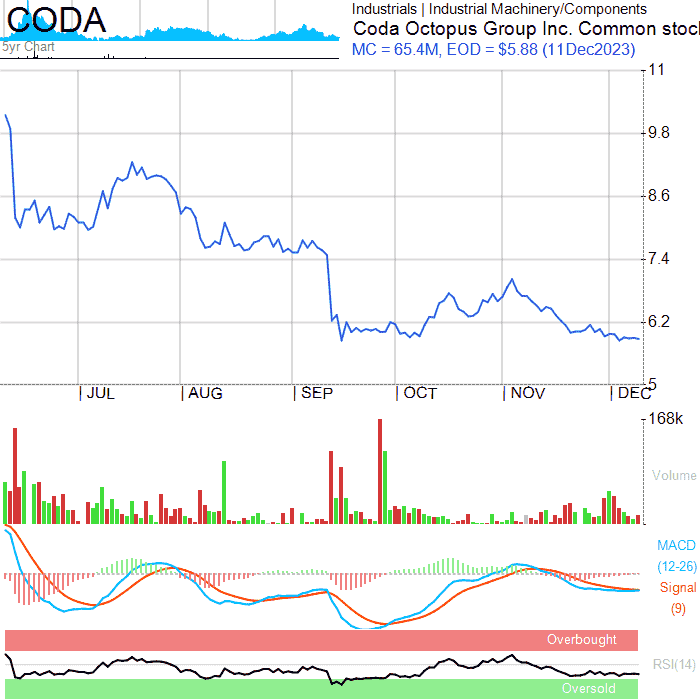 CODA
5yr Chart
Industrials | Industrial Machinery/Components
Coda Octopus Group Inc. Common stoc
MC = 65.4M, EOD = $5.88 (11Dec2023)
11
9.8
8.6
7.4
6.2
5
| JUL | AUG | SEP | OCT | NOV | DEC
168k
Volume
MACD
(12-26)
Signal
(9)
Overbought
RSI(14)
Oversold